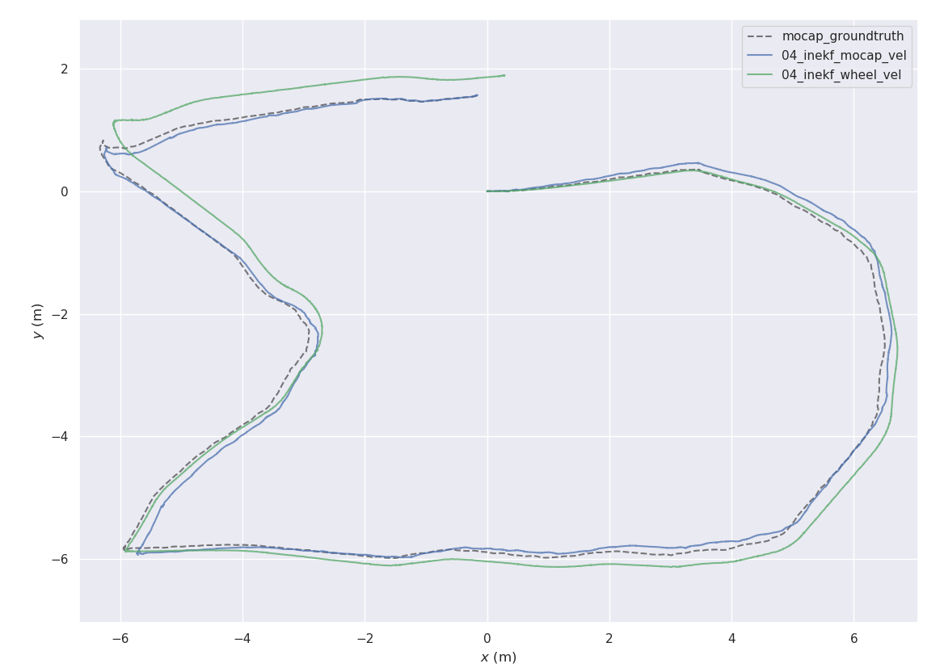 mocap_groundtruth
04_inekf_mocap_vel
04_inekf_wheel_vel
2
0
−2
−4
−6
y (m)
−6 −4 −2 0 2 4 6
x (m)